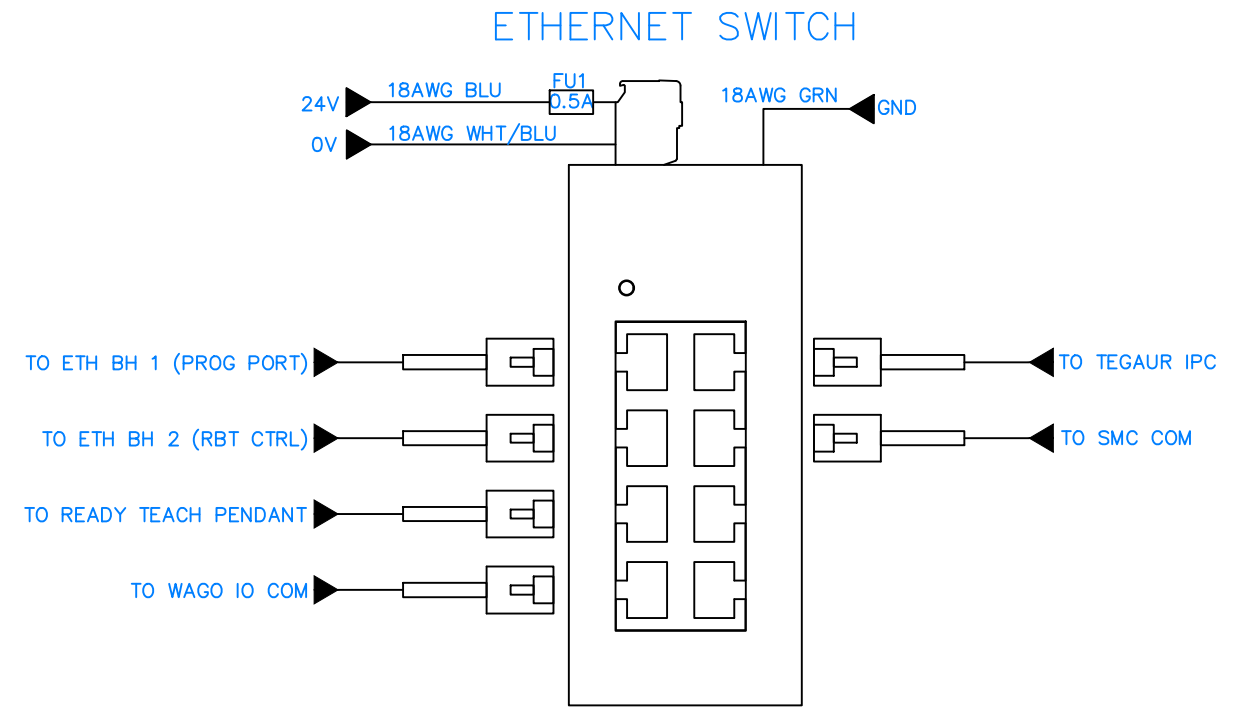 ETHERNET SWITCH
24V
18AWG BLU
FU1
0.5A
18AWG GRN
GND
0V
18AWG WHT/BLU
TO ETH BH 1 (PROG PORT)
TO TEGAUR IPC
TO ETH BH 2 (RBT CTRL)
TO SMC COM
TO READY TEACH PENDANT
TO WAGO IO COM